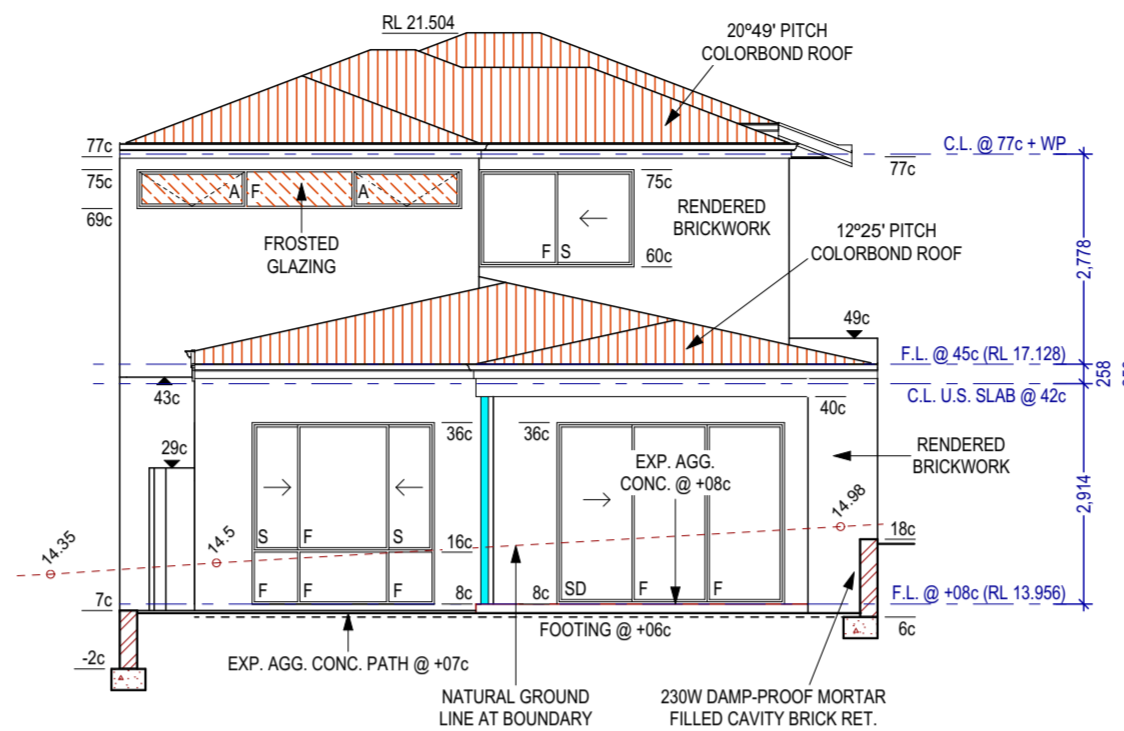 RL 21.504
20º49' PITCH
COLORBOND ROOF
77c
C.L. @ 77c + WP
77c
75c
A
F
A
75c
69c
RENDERED
BRICKWORK
12º25' PITCH
COLORBOND ROOF
FROSTED
GLAZING
F
S
60c
2,778
49c
F.L. @ 45c (RL 17.128)
258
43c
C.L. U.S. SLAB @ 42c
40c
36c
36c
29c
EXP. AGG.
CONC. @ +08c
RENDERED
BRICKWORK
2,914
14.98
14.5
14.35
S
F
S
16c
18c
F
F
F
8c
8c
SD
F
F
7c
F.L. @ +08c (RL 13.956)
FOOTING @ +06c
6c
-2c
EXP. AGG. CONC. PATH @ +07c
NATURAL GROUND
LINE AT BOUNDARY
230W DAMP-PROOF MORTAR
FILLED CAVITY BRICK RET.